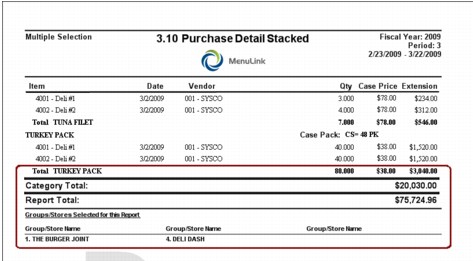 Multiple Selection 3.10 Purchase Detail Stacked Fiscal Year: 2009
Period: 3
2/23/2009 - 3/22/2009
MenuLink
Item Date Vendor Qty Case Price Extension
4001 - Deli #1 3/2/2009 001 - SYSCO 3.000 $78.00 $234.00
4002 - Deli #2 3/2/2009 001 - SYSCO 4.000 $78.00 $312.00
Total TUNA FILET 7.000 $78.00 $546.00
TURKEY PACK Case Pack: CS= 40 PK
4001 - Deli #1 3/2/2009 001 - SYSCO 40.000 $38.00 $1,520.00
4002 - Deli #2 3/2/2009 001 - SYSCO 40.000 $38.00 $1,520.00
Total TURKEY PACK 80.000 $30.00 $3,040.00
Category Total: $20,030.00
Report Total: $75,724.96
Groups/Stores Selected for this Report
Group/Store Name Group/Store Name Group/Store Name
1. THE BURGER JOINT 4. DELI DASH